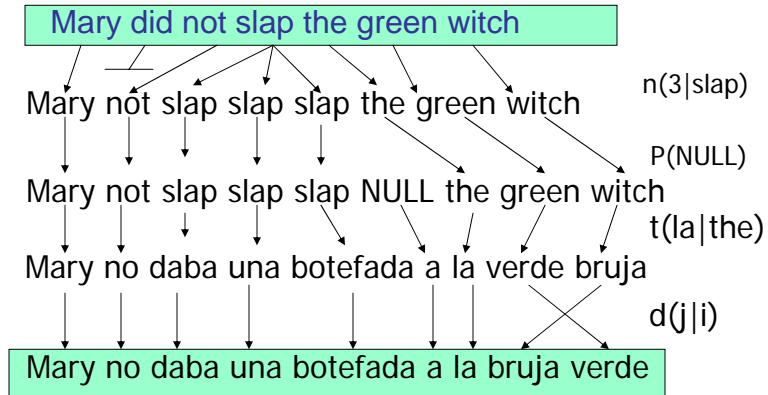 Mary did not slap the green witch
Mary not slap slap slap the green witch
n(3|slap)
P(NULL)
Mary not slap slap slap NULL the green witch
t(la|the)
Mary no daba una botefada a la verde bruja
d(j|i)
Mary no daba una botefada a la bruja verde